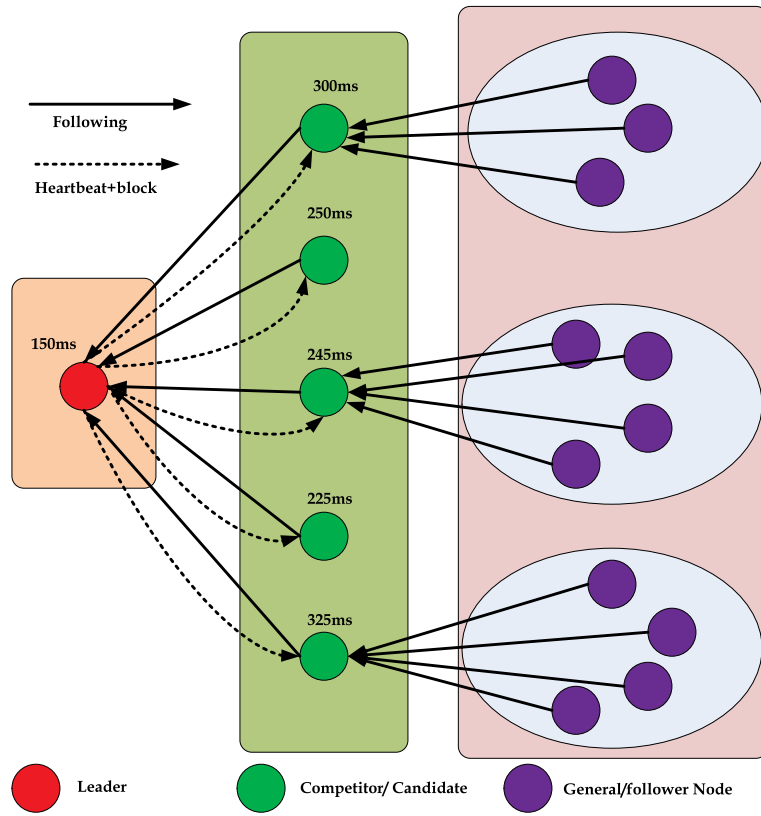 300ms
Following
Heartbeat+block
250ms
150ms
245ms
225ms
325ms
Leader
Competitor/ Candidate
General/follower Node